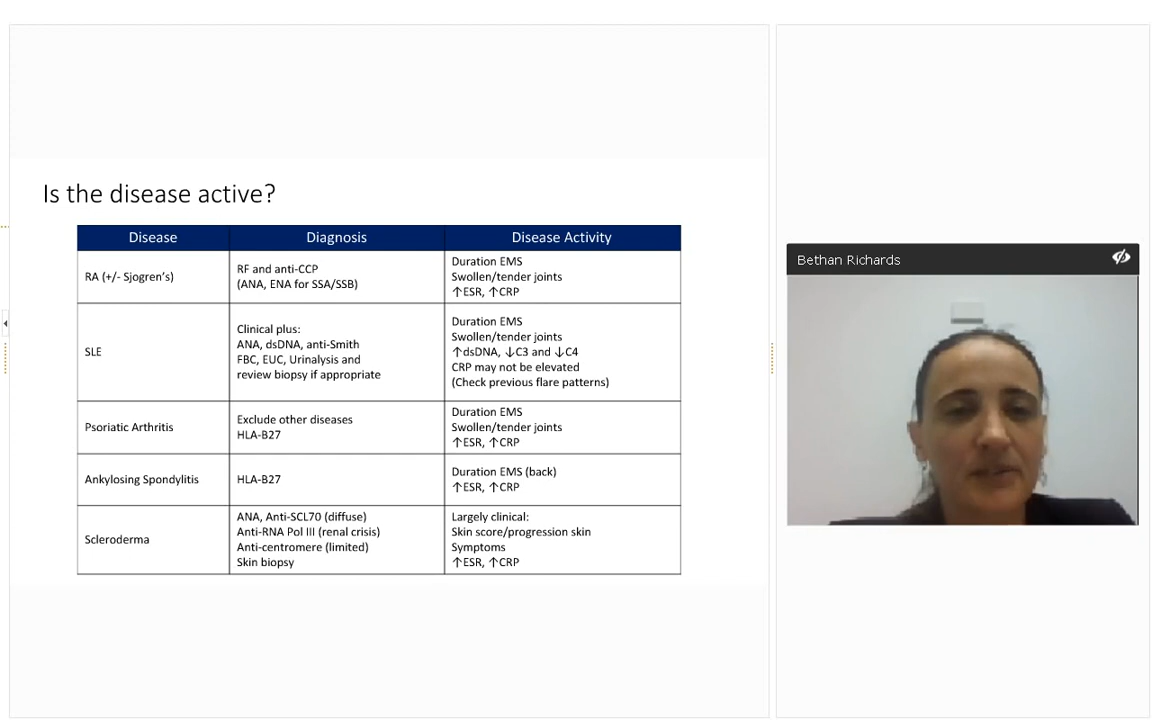 Is the disease active?
Disease Diagnosis Disease Activity
RA (+/- Sjogren's)
RF and anti-CCP
(ANA, ENA for SSA/SSB)
Duration EMS
Swollen/tender joints
↑ESR, ↑CRP
SLE
Clinical plus:
ANA, dsDNA, anti-Smith
FBC, EUC, Urinalysis and
review biopsy if appropriate
Duration EMS
Swollen/tender joints
↑dsDNA, ↓C3 and ↓C4
CRP may not be elevated
(Check previous flare patterns)
Psoriatic Arthritis
Exclude other diseases
HLA-B27
Duration EMS
Swollen/tender joints
↑ESR, ↑CRP
Ankylosing Spondylitis
HLA-B27
Duration EMS (back)
↑ESR, ↑CRP
Scleroderma
ANA, Anti-SCL70 (diffuse)
Anti-RNA Pol III (renal crisis)
Anti-centromere (limited)
Skin biopsy
Largely clinical:
Skin score/progression skin
Symptoms
↑ESR, ↑CRP
Bethan Richards